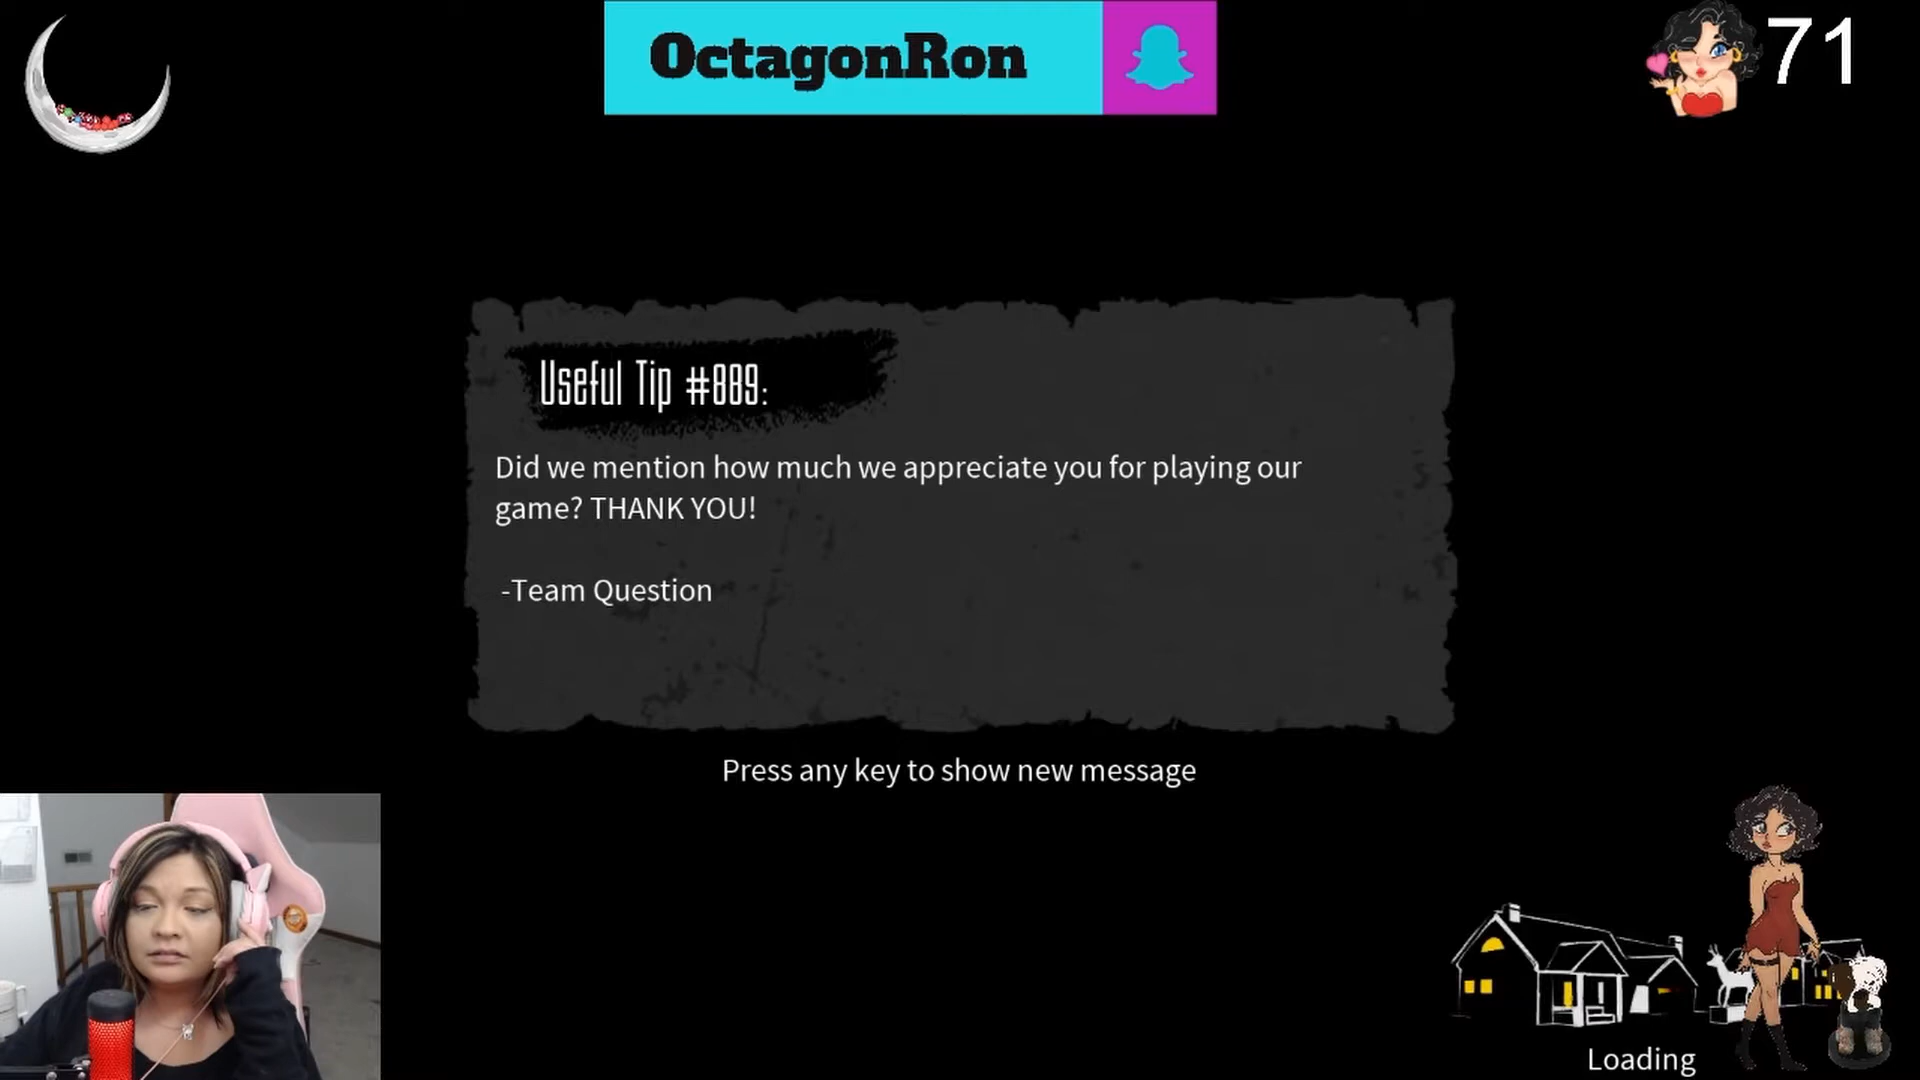 OctagonRon
71
Useful Tip #889:
Did we mention how much we appreciate you for playing our
game? THANK YOU!
-Team Question
Press any key to show new message
Loading